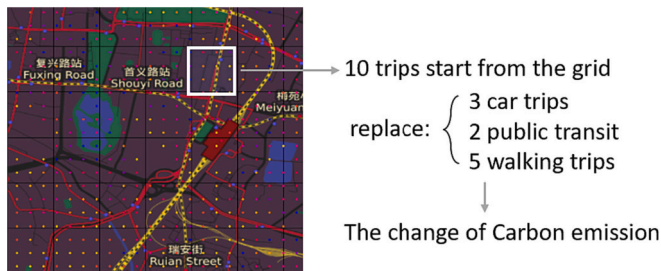 复兴路站
Fuxing Road
首义路站
Shouyi Road
梅苑小
Meiyuan
瑞安街
Ruian Street
10 trips start from the grid
replace:
3 car trips
2 public transit
5 walking trips
The change of Carbon emission